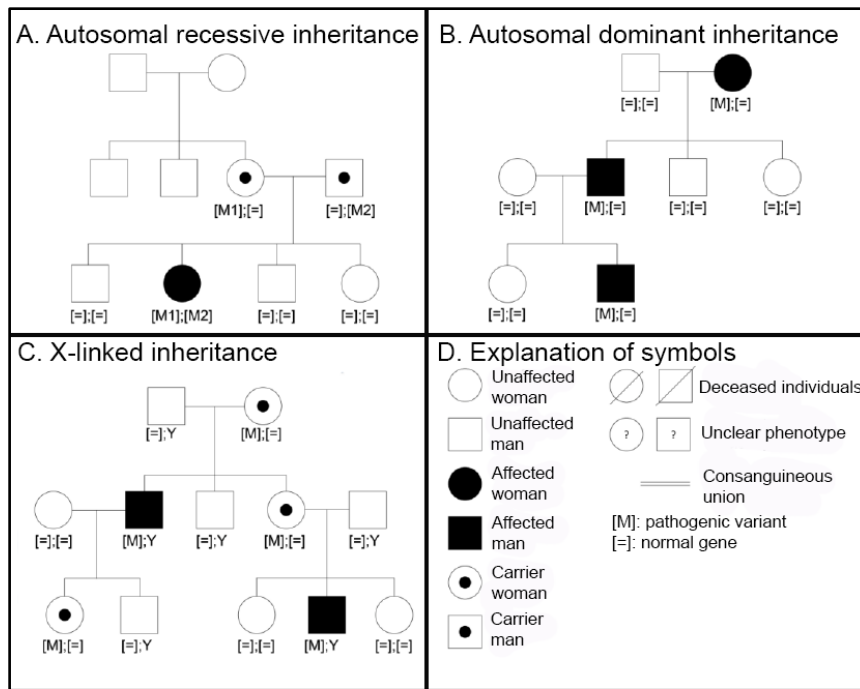 A. Autosomal recessive inheritance
[M1];[=]
[=];[M2]
[=];[=]
[M1];[M2]
[=];[=]
[=];[=]
B. Autosomal dominant inheritance
[=];[=]
[M];[=]
[=];[=]
[M];[=]
[=];[=]
[=];[=]
[=];[=]
[M];[=]
C. X-linked inheritance
[=];Y
[M];[=]
[=];[=]
[M];Y
[=];Y
[M];[=]
[=];Y
[M];[=]
[=];Y
[=];[=]
[M];Y
[=];[=]
D. Explanation of symbols
Unaffected
woman
Unaffected
man
Affected
woman
Affected
man
Carrier
woman
Carrier
man
Deceased individuals
?
?
Unclear phenotype
Consanguineous
union
[M]: pathogenic variant
[=]: normal gene